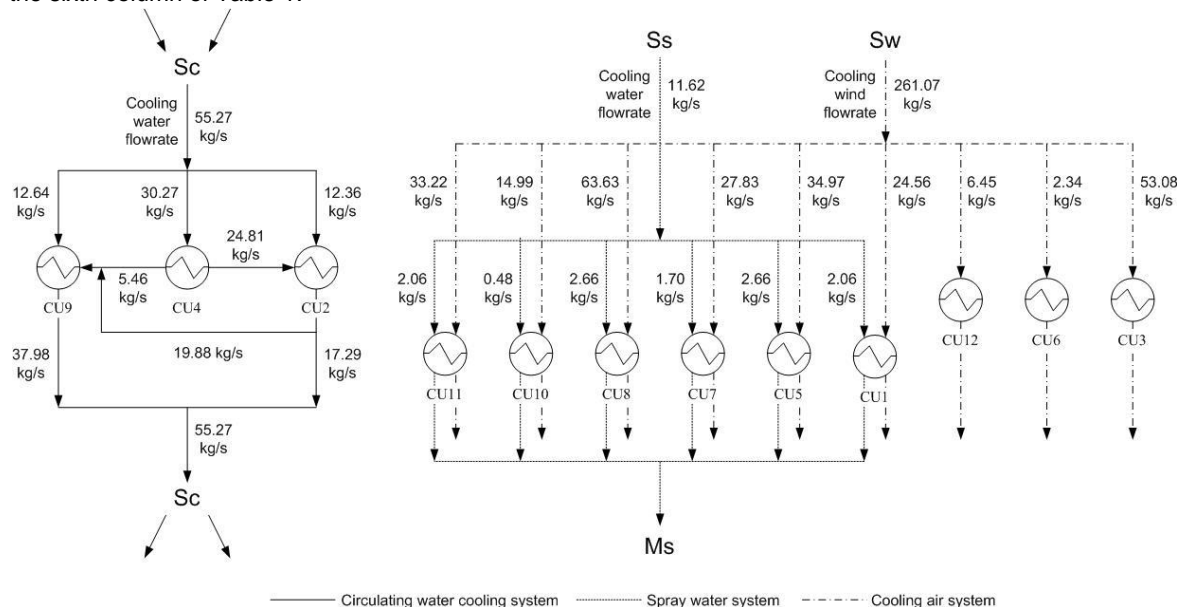 the sixth column of Table 4.
Sc
Cooling
water
flowrate
55.27
kg/s
12.64
kg/s
30.27
kg/s
12.36
kg/s
24.81
kg/s
5.46
kg/s
CU9
CU4
CU2
37.98
kg/s
19.88 kg/s
17.29
kg/s
55.27
kg/s
Sc
Ss
Sw
Cooling
water
flowrate
11.62
kg/s
Cooling
wind
flowrate
261.07
kg/s
33.22
kg/s
14.99
kg/s
63.63
kg/s
27.83
kg/s
34.97
kg/s
24.56
kg/s
6.45
kg/s
2.34
kg/s
53.08
kg/s
2.06
kg/s
0.48
kg/s
2.66
kg/s
1.70
kg/s
2.66
kg/s
2.06
kg/s
CU12
CU6
CU3
CU11
CU10
CU8
CU7
CU5
CU1
Ms
Circulating water cooling system
Spray water system
Cooling air system